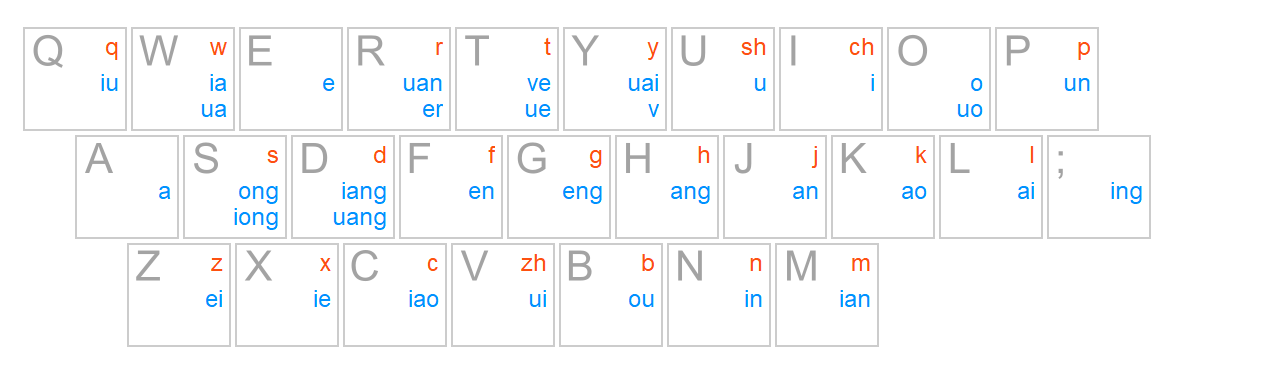 Q q W w E R r T t Y y U sh I ch O P p
iu ia e uan ve uai u i o un
ua er ue v uo
A S s D d F f G g H h J j K k L l ;
a ong iang en eng ang an ao ai ing
iong uang
Z z X x C c V zh B b N n M m
ei ie iao ui ou in ian